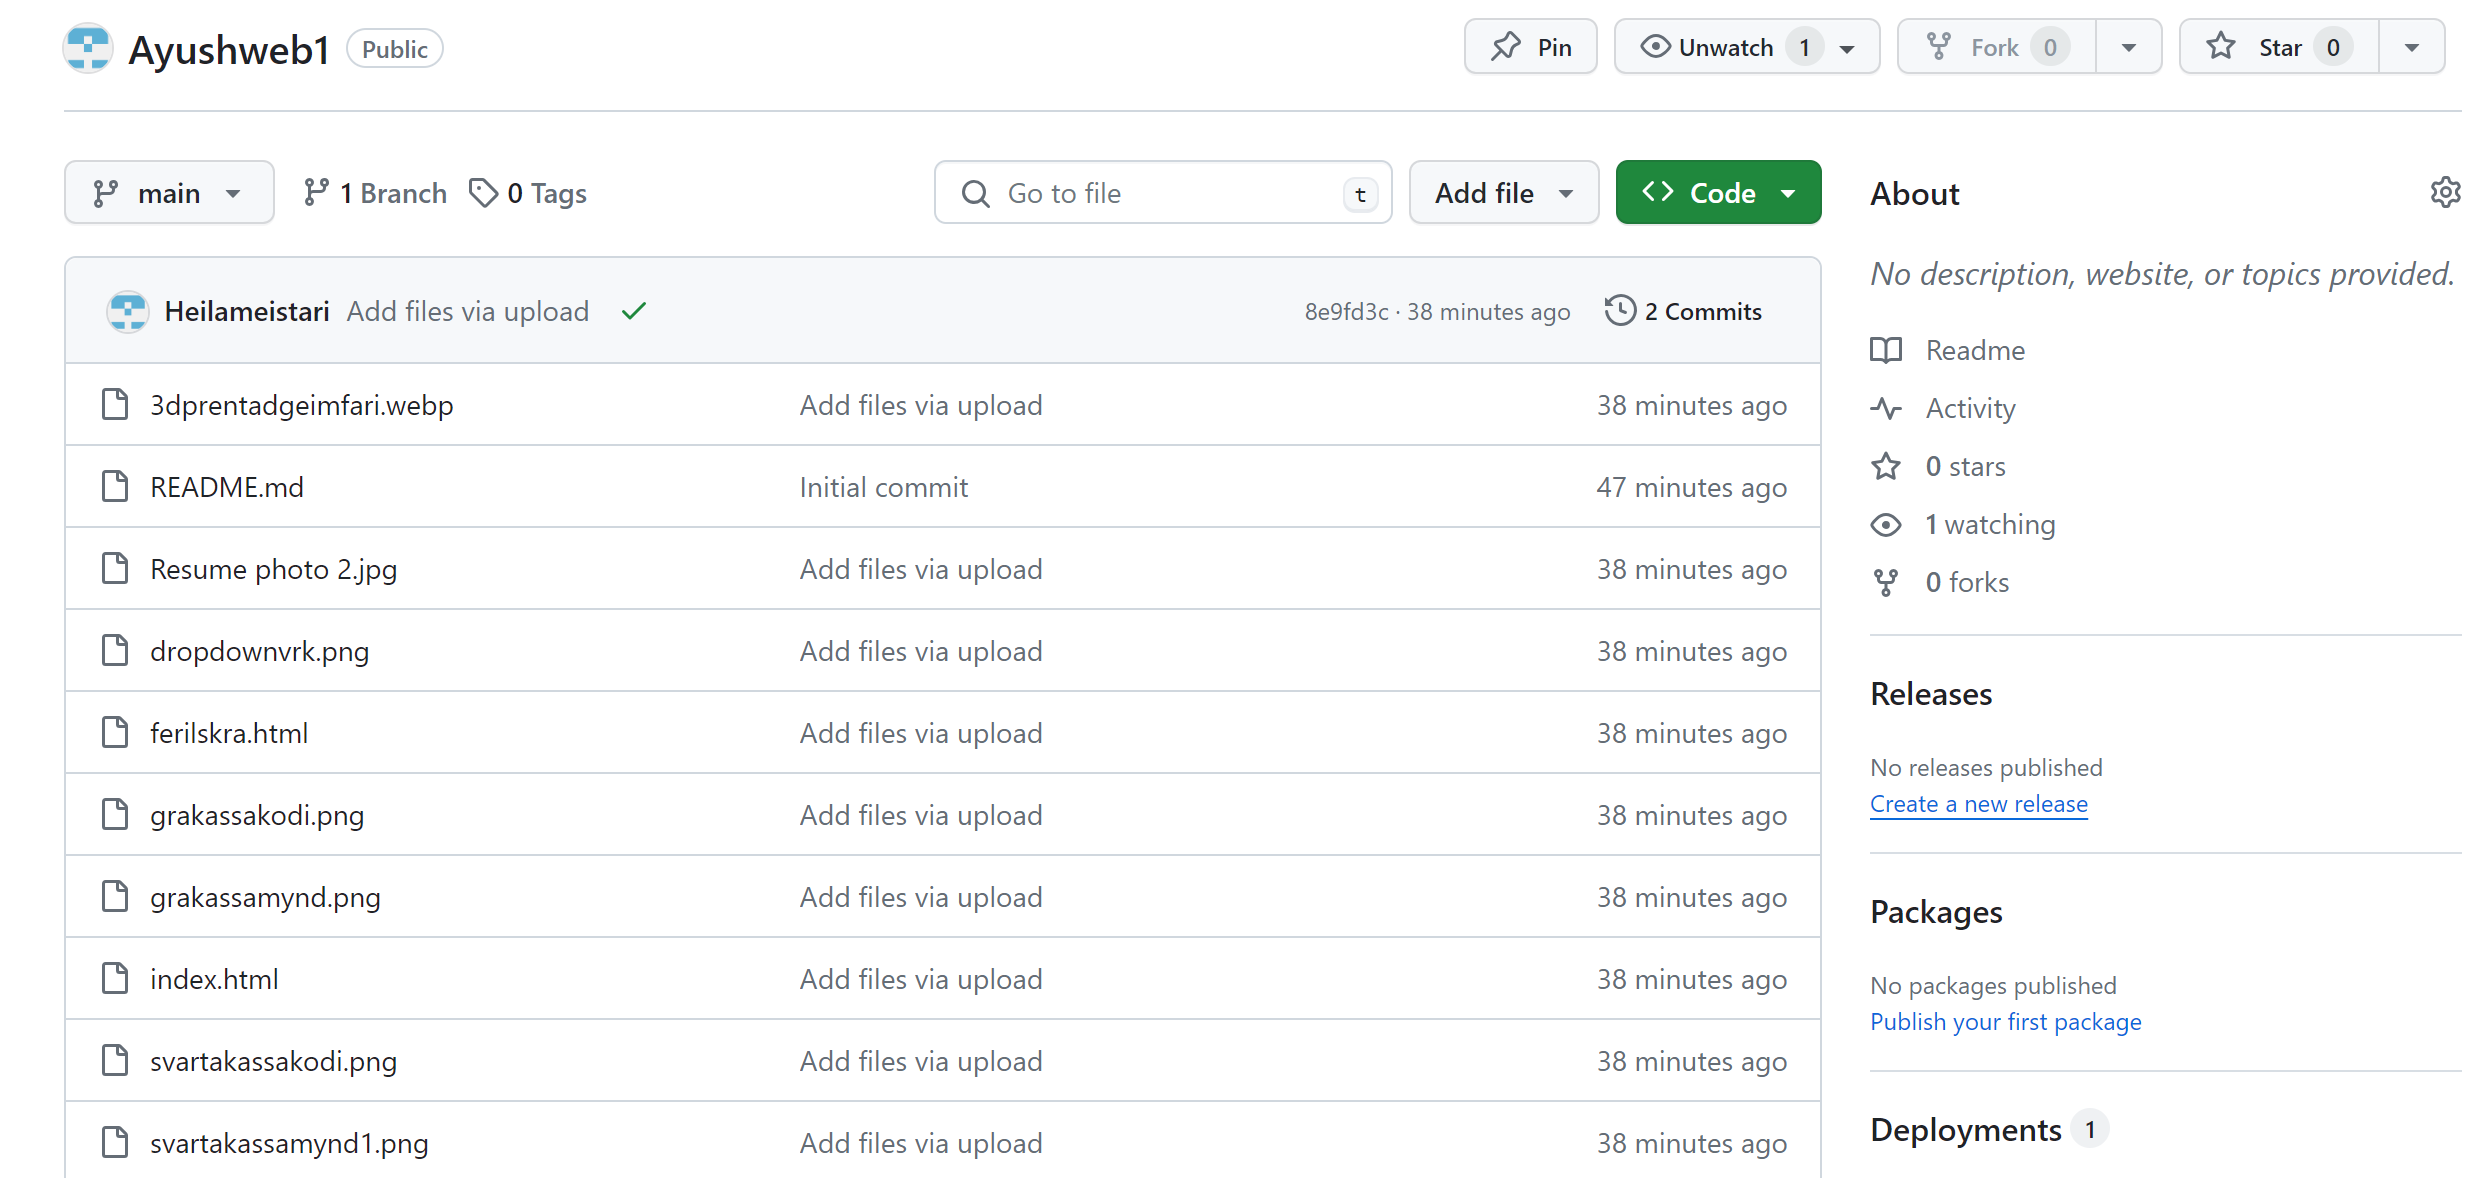 Ayushweb1 Public Pin Unwatch 1 Fork 0 Star 0
main 1 Branch 0 Tags Go to file t Add file Code
Heilameistari Add files via upload 8e9fd3c · 38 minutes ago 2 Commits
3dprentadgeimfari.webp Add files via upload 38 minutes ago
README.md Initial commit 47 minutes ago
Resume photo 2.jpg Add files via upload 38 minutes ago
dropdownvrk.png Add files via upload 38 minutes ago
ferilskra.html Add files via upload 38 minutes ago
grakassakodi.png Add files via upload 38 minutes ago
grakassamynd.png Add files via upload 38 minutes ago
index.html Add files via upload 38 minutes ago
svartakassakodi.png Add files via upload 38 minutes ago
svartakassamynd1.png Add files via upload 38 minutes ago
About
No description, website, or topics provided.
Readme
Activity
0 stars
1 watching
0 forks
Releases
No releases published
Create a new release
Packages
No packages published
Publish your first package
Deployments 1